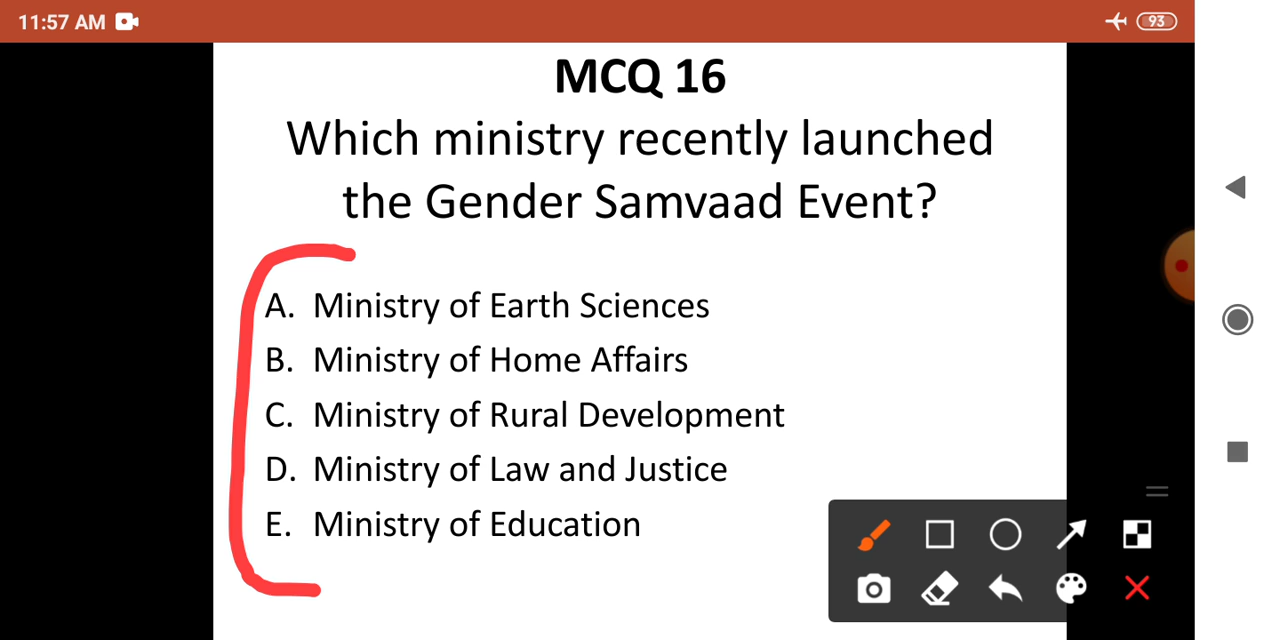 11:57 AM
93
MCQ 16
Which ministry recently launched
the Gender Samvaad Event?
A. Ministry of Earth Sciences
B. Ministry of Home Affairs
C. Ministry of Rural Development
D. Ministry of Law and Justice
E. Ministry of Education